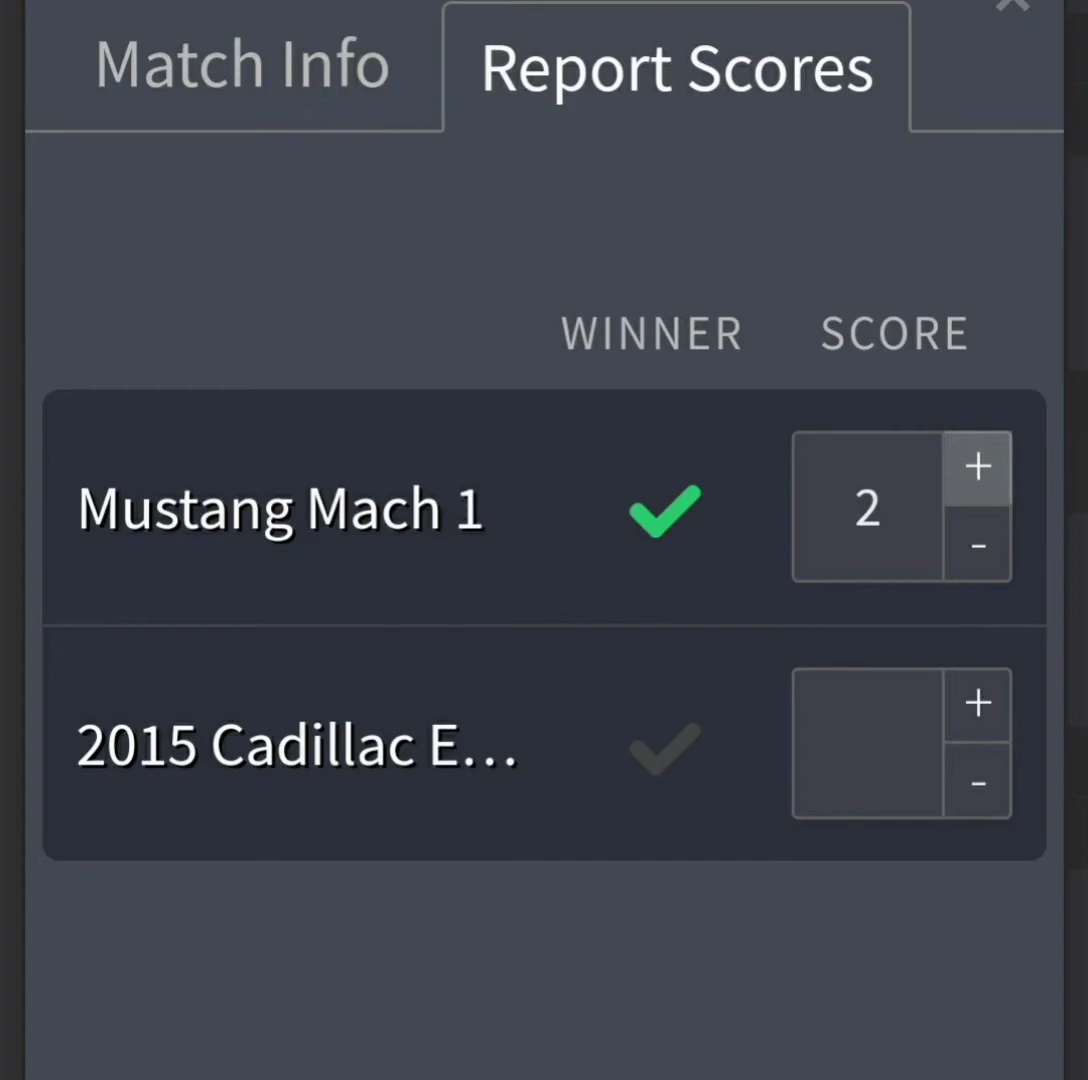 Match Info
Report Scores
WINNER SCORE
Mustang Mach 1 2 + -
2015 Cadillac E... + -